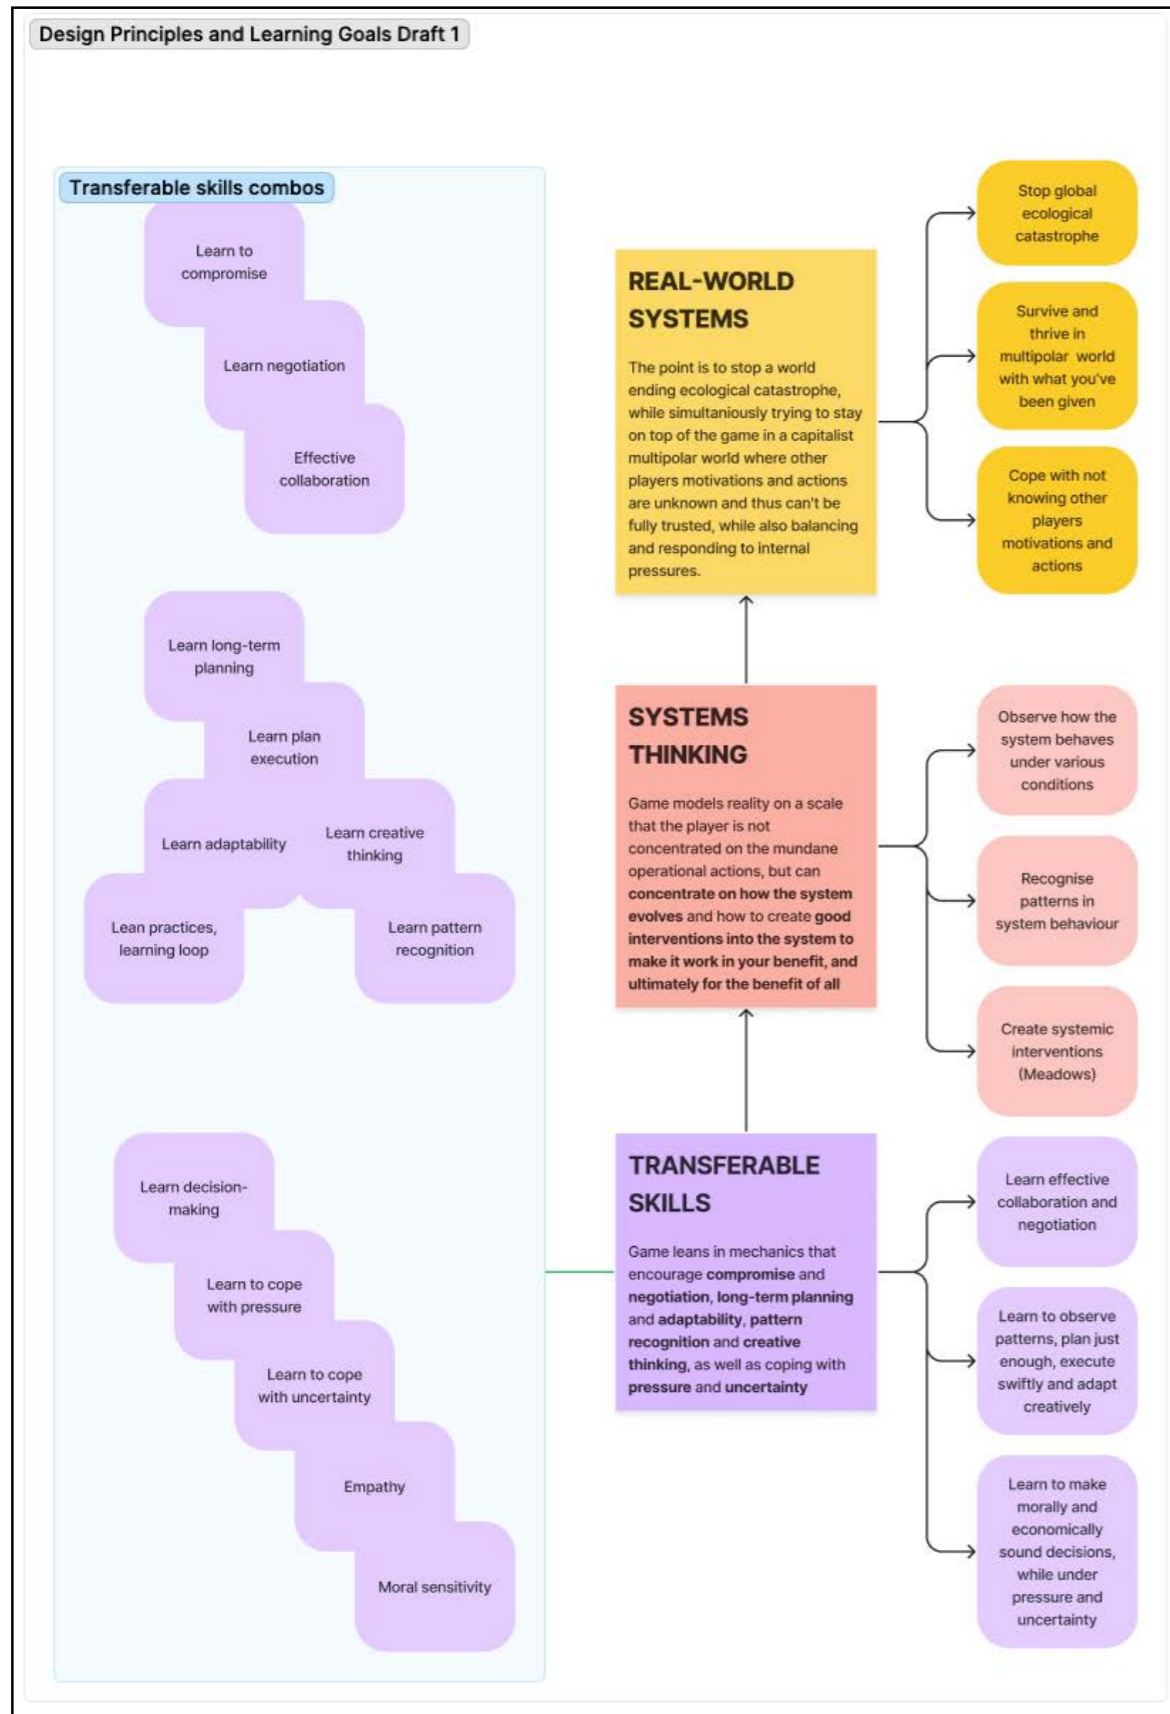 Design Principles and Learning Goals Draft 1
Transferable skills combos
Learn to
compromise
Learn negotiation
Effective
collaboration
Learn long-term
planning
Learn plan
execution
Learn adaptability
Learn creative
thinking
Lean practices,
learning loop
Learn pattern
recognition
Learn decision-
making
Learn to cope
with pressure
Learn to cope
with uncertainty
Empathy
Moral sensitivity
REAL-WORLD
SYSTEMS
The point is to stop a world
ending ecological catastrophe,
while simultaniously trying to stay
on top of the game in a capitalist
multipolar world where other
players motivations and actions
are unknown and thus can't be
fully trusted, while also balancing
and responding to internal
pressures.
Stop global
ecological
catastrophe
Survive and
thrive in
multipolar world
with what you've
been given
Cope with not
knowing other
players
motivations and
actions
SYSTEMS
THINKING
Game models reality on a scale
that the player is not
concentrated on the mundane
operational actions, but can
concentrate on how the system
evolves and how to create good
interventions into the system to
make it work in your benefit, and
ultimately for the benefit of all
Observe how the
system behaves
under various
conditions
Recognise
patterns in
system behaviour
Create systemic
interventions
(Meadows)
TRANSFERABLE
SKILLS
Game leans in mechanics that
encourage compromise and
negotiation, long-term planning
and adaptability, pattern
recognition and creative
thinking, as well as coping with
pressure and uncertainty
Learn effective
collaboration and
negotiation
Learn to observe
patterns, plan just
enough, execute
swiftly and adapt
creatively
Learn to make
morally and
economically
sound decisions,
while under
pressure and
uncertainty